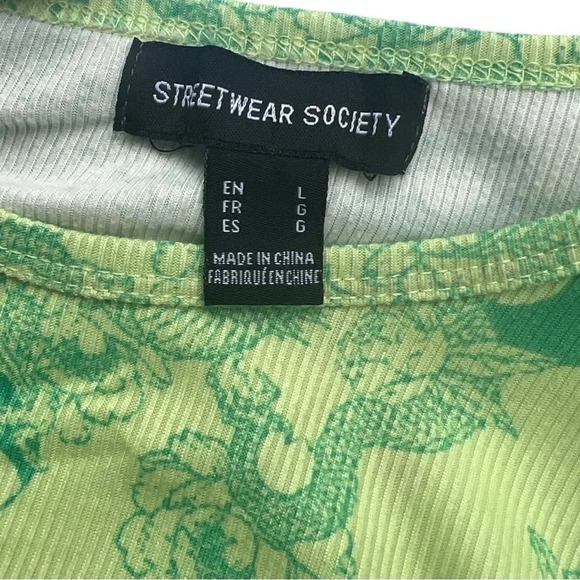 STREETWEAR SOCIETY
EN L
FR G
ES G
MADE IN CHINA
FABRIQUÉ EN CHINE